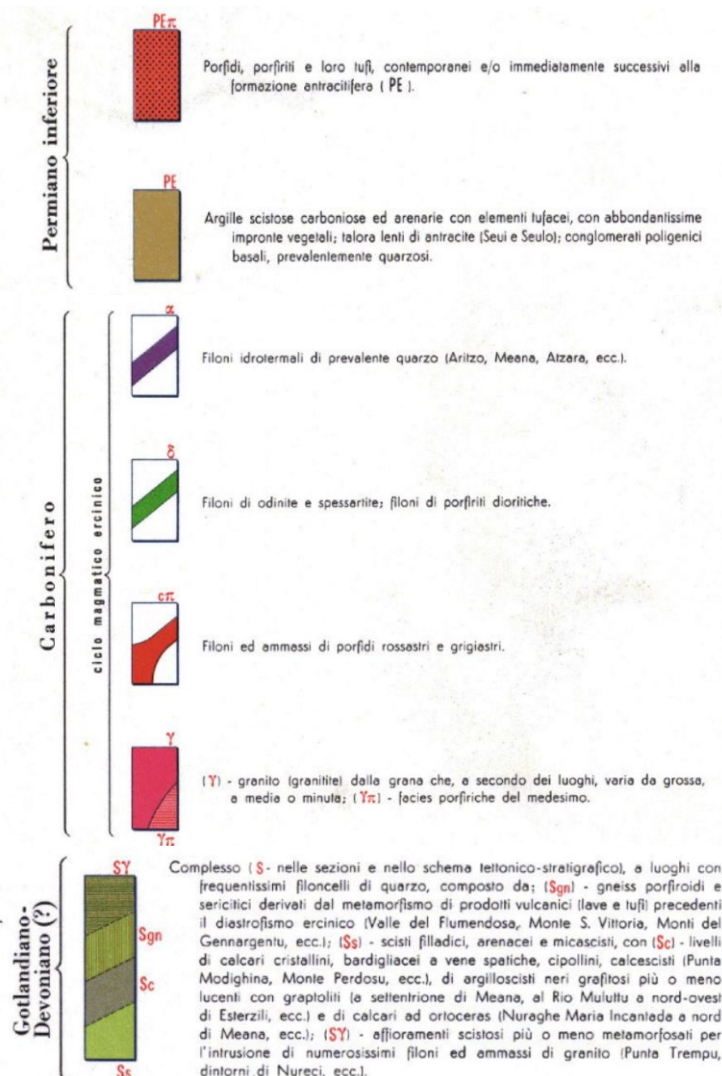 PEπ
Porfidi, porfiriti e loro tufi, contemporanei e/o immediatamente successivi alla
formazione antracitifera ( PE ).
Permiano inferiore
PE
Argille scistose carboniose ed arenarie con elementi tufacei, con abbondantissime
impronte vegetali; talora lenti di antracite (Seui e Seulo); conglomerati poligenici
basali, prevalentemente quarzosi.
α
Filoni idrotermali di prevalente quarzo (Aritzo, Meana, Atzara, ecc.).
δ
Filoni di odinite e spessartite; filoni di porfiriti dioritiche.
Carbonifero
ciclo magmatico ercinico
cπ
Filoni ed ammassi di porfidi rossastri e grigiastri.
γ
(γ) - granito (granitite) dalla grana che, a secondo dei luoghi, varia da grossa,
a media o minuta; (γπ) - facies porfiriche del medesimo.
γπ
Gotlandiano-
Devoniano (?)
Sγ
Sgn
Sc
Ss
Complesso ( S- nelle sezioni e nello schema tettonico-stratigrafico), a luoghi con
frequentissimi filoncelli di quarzo, composto da; (Sgn) - gneiss porfiroidi e
sericitici derivati dal metamorfismo di prodotti vulcanici (lave e tufi) precedenti
il diastrofismo ercinico (Valle del Flumendosa, Monte S. Vittoria, Monti del
Gennargentu, ecc.); (Ss) - scisti filladici, arenacei e micascisti, con (Sc) - livelli
di calcari cristallini, bardigliacei a vene spatiche, cipollini, calcescisti (Punta
Modighina, Monte Perdosu, ecc.), di argilloscisti neri grafitosi più o meno
lucenti con graptoliti (a settentrione di Meana, al Rio Muluttu a nord-ovest
di Esterzili, ecc.) e di calcari ad ortoceras (Nuraghe Maria Incantada a nord
di Meana, ecc.); (Sγ) - affioramenti scistosi più o meno metamorfosati per
l'intrusione di numerosissimi filoni ed ammassi di granito (Punta Trempu,
dintorni di Nureci, ecc.).